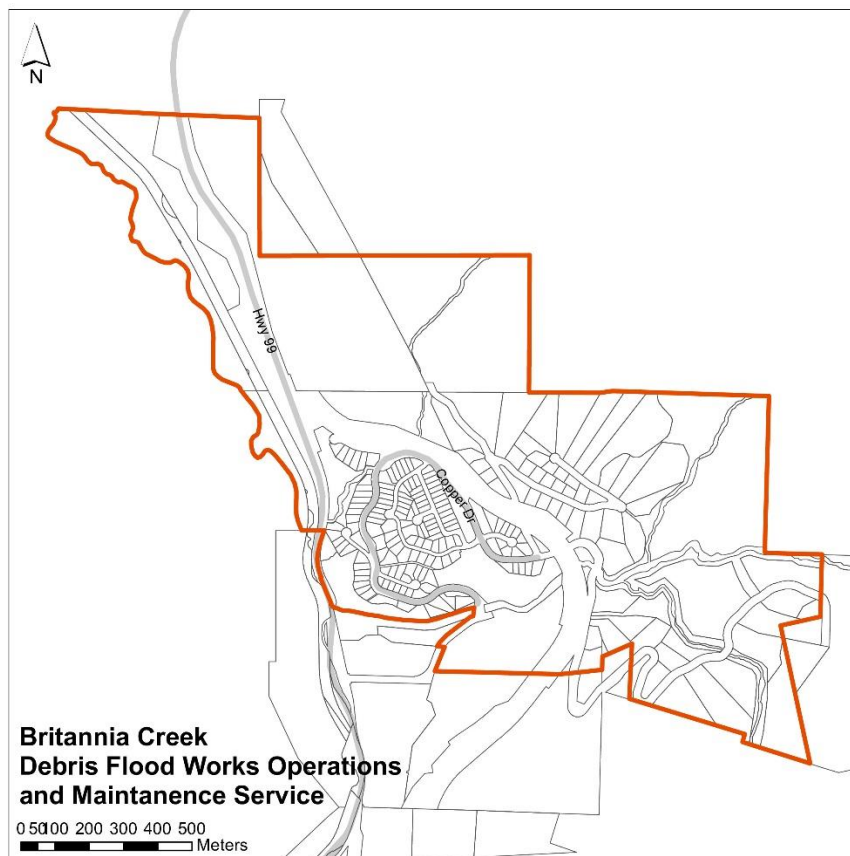 N
Hwy 99
Copper Dr
Britannia Creek
Debris Flood Works Operations
and Maintanence Service
0 50100 200 300 400 500
Meters